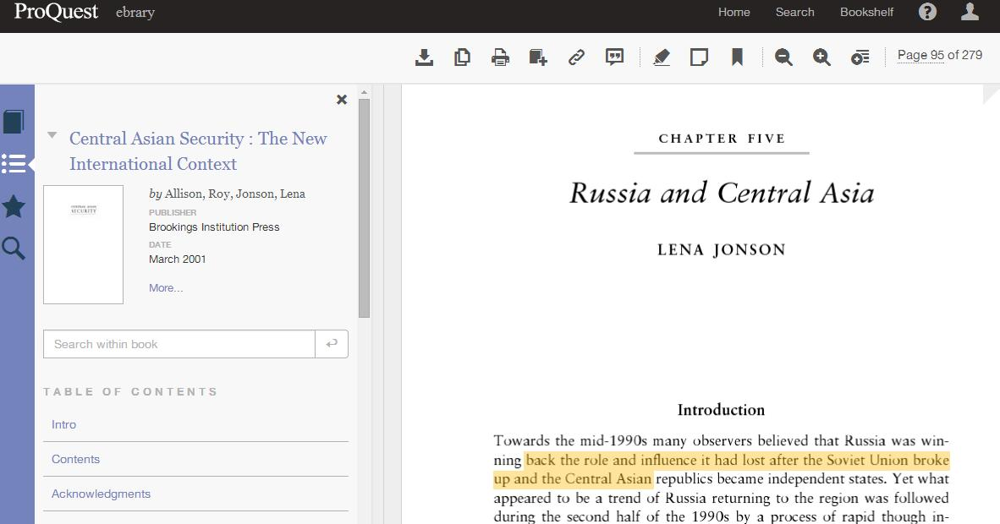 ProQuest ebrary Home Search Bookshelf ?
Page 95 of 279
Central Asian Security : The New
International Context
CENTRAL ASIAN
SECURITY
by Allison, Roy, Jonson, Lena
PUBLISHER
Brookings Institution Press
DATE
March 2001
More...
Search within book
TABLE OF CONTENTS
Intro
Contents
Acknowledgments
CHAPTER FIVE
Russia and Central Asia
LENA JONSON
Introduction
Towards the mid-1990s many observers believed that Russia was win-
ning back the role and influence it had lost after the Soviet Union broke
up and the Central Asian republics became independent states. Yet what
appeared to be a trend of Russia returning to the region was followed
during the second half of the 1990s by a process of rapid though in-